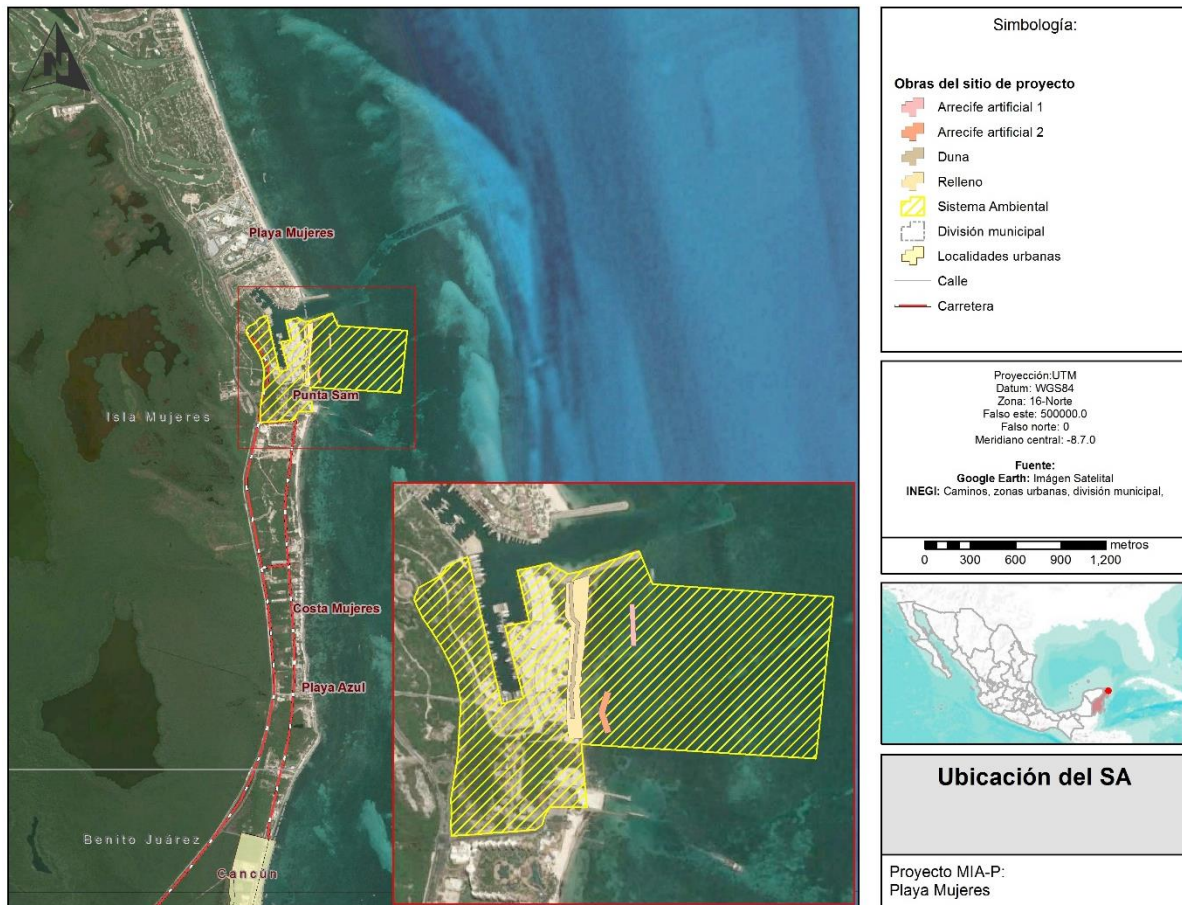 N
Playa Mujeres
Punta Sam
Isla Mujeres
Costa Mujeres
Playa Azul
Benito Juárez
Cancún
Simbología:
Obras del sitio de proyecto
Arrecife artificial 1
Arrecife artificial 2
Duna
Relleno
Sistema Ambiental
División municipal
Localidades urbanas
Calle
Carretera
Proyección:UTM
Datum: WGS84
Zona: 16-Norte
Falso este: 500000.0
Falso norte: 0
Meridiano central: -8.7.0
Fuente:
Google Earth: Imágen Satelital
INEGI: Caminos, zonas urbanas, división municipal,
metros
0 300 600 900 1,200
Ubicación del SA
Proyecto MIA-P:
Playa Mujeres